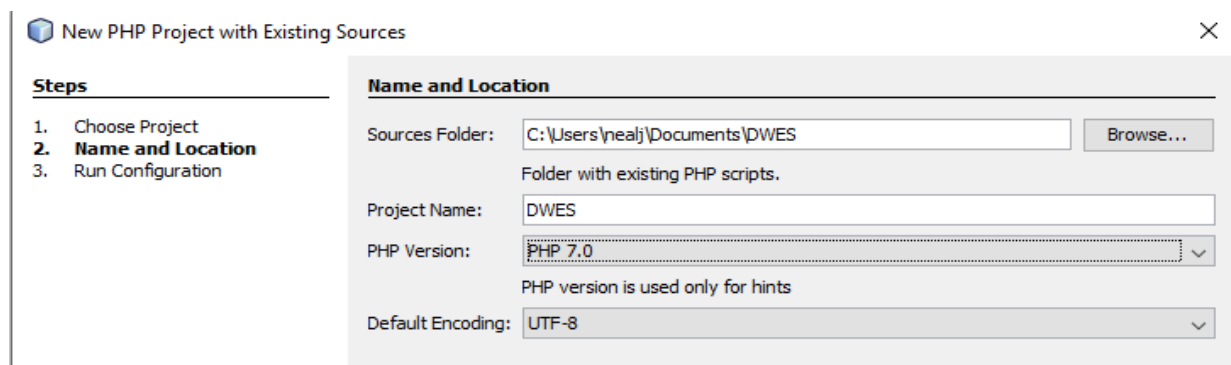 New PHP Project with Existing Sources
Steps
1. Choose Project
2. Name and Location
3. Run Configuration
Name and Location
Sources Folder: C:\Users\nealj\Documents\DWES Browse...
Folder with existing PHP scripts.
Project Name: DWES
PHP Version: PHP 7.0
PHP version is used only for hints
Default Encoding: UTF-8